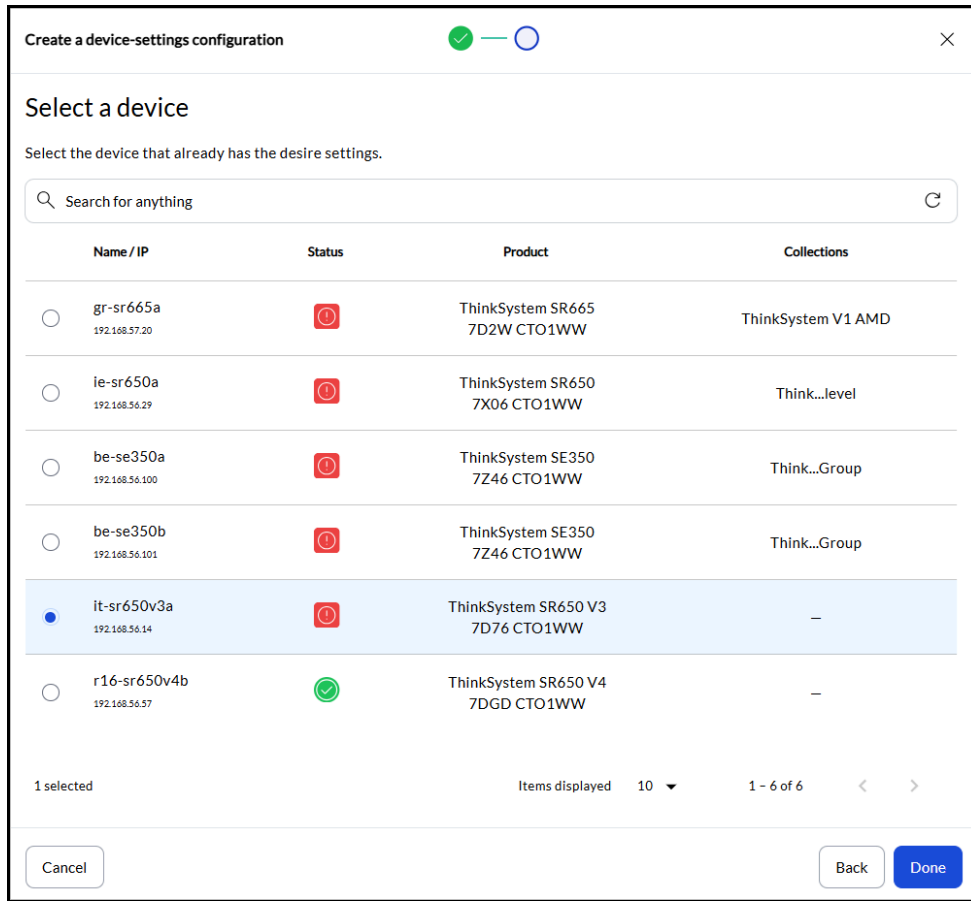 Create a device-settings configuration
Select a device
Select the device that already has the desire settings.
Search for anything
Name / IP Status Product Collections
gr-sr665a
192.168.57.20
ThinkSystem SR665
7D2W CTO1WW
ThinkSystem V1 AMD
ie-sr650a
192.168.56.29
ThinkSystem SR650
7X06 CTO1WW
Think...level
be-se350a
192.168.56.100
ThinkSystem SE350
7Z46 CTO1WW
Think...Group
be-se350b
192.168.56.101
ThinkSystem SE350
7Z46 CTO1WW
Think...Group
it-sr650v3a
192.168.56.14
ThinkSystem SR650 V3
7D76 CTO1WW
–
r16-sr650v4b
192.168.56.57
ThinkSystem SR650 V4
7DGD CTO1WW
–
1 selected Items displayed 10 1 – 6 of 6
Cancel Back Done